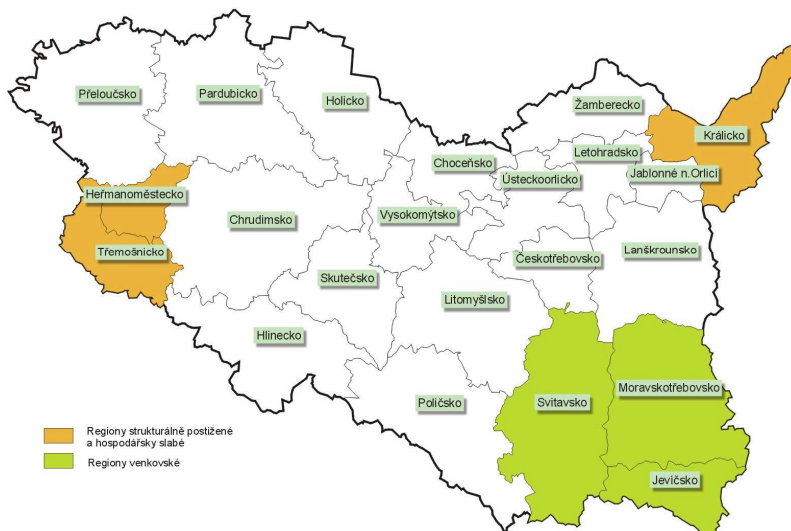 Přeloučsko
Pardubicko
Holicko
Žamberecko
Králicko
Letohradsko
Choceňsko
Ústeckoorlicko
Jablonné n.Orlicí
Heřmanoměstecko
Chrudimsko
Vysokomýtsko
Třemošnicko
Skutečsko
Českotřebovsko
Lanškrounsko
Litomyšlsko
Hlinecko
Poličsko
Svitavsko
Moravskotřebovsko
Jevíčsko
Regiony strukturálně postižené
a hospodářsky slabé
Regiony venkovské